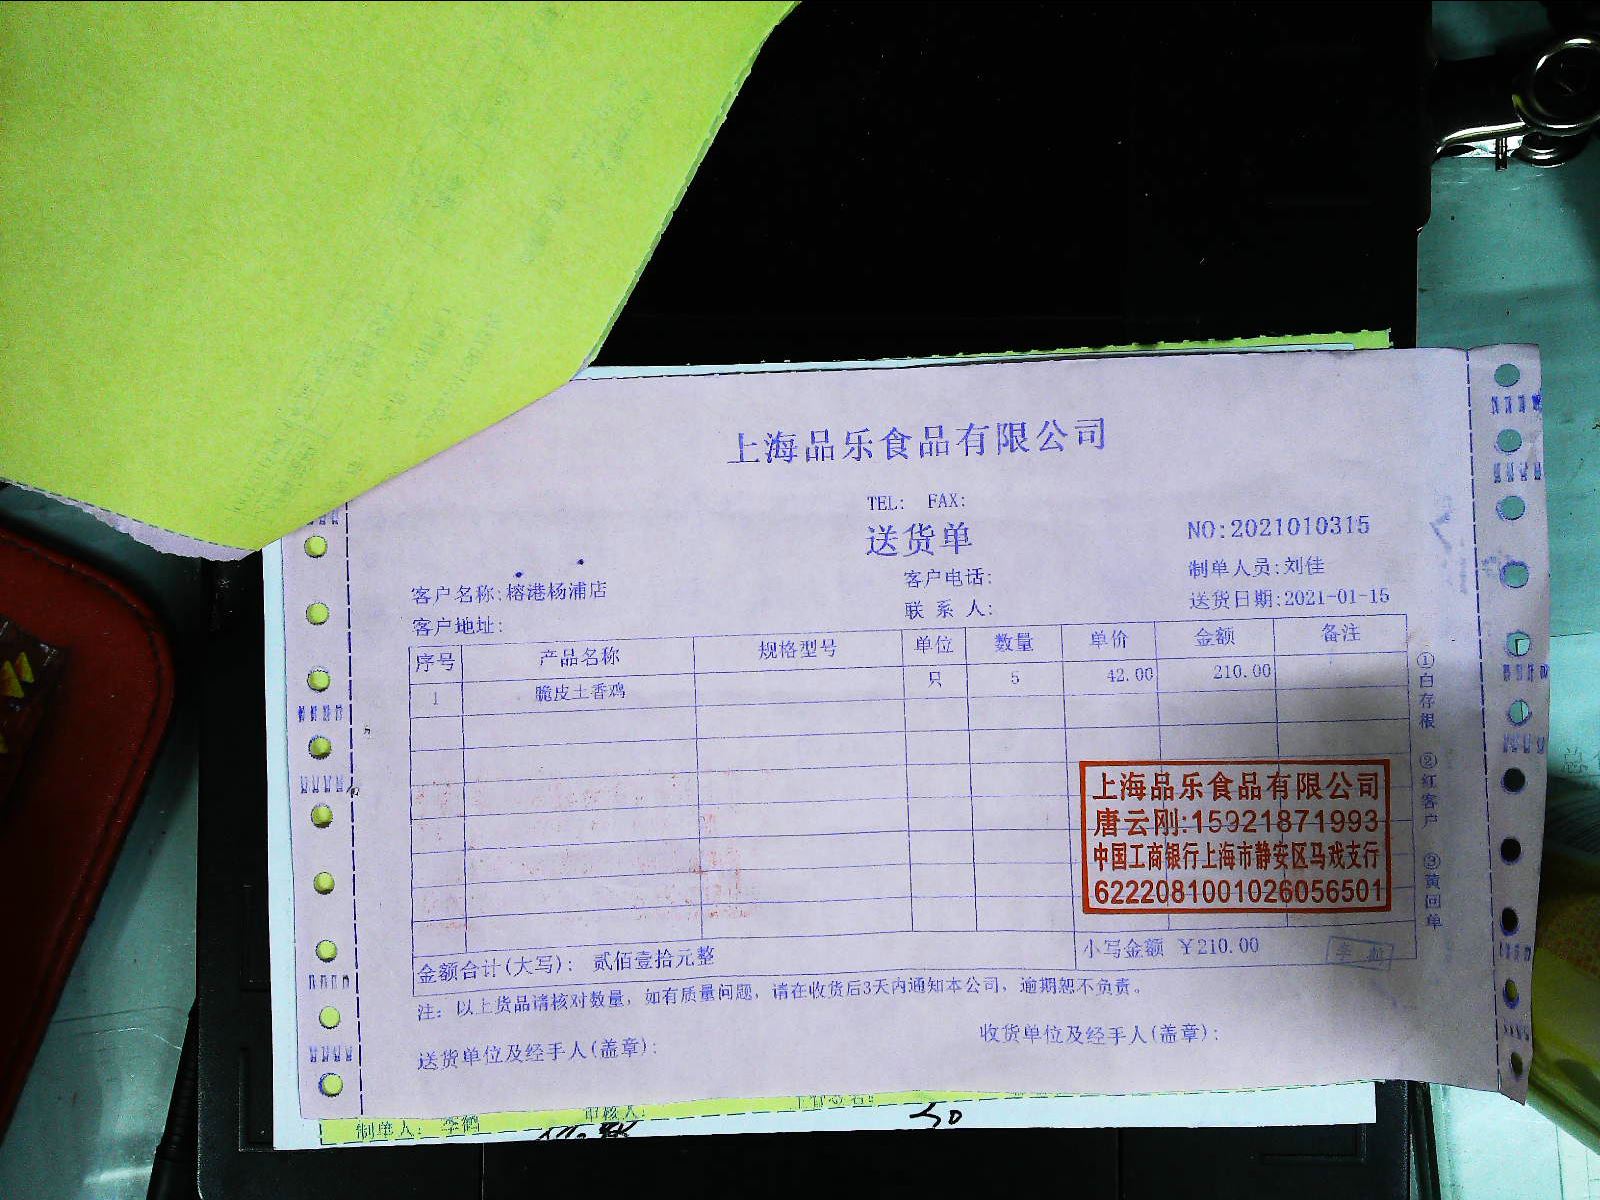 上海品乐食品有限公司
TEL: FAX:
送货单
NO:2021010315
客户名称:榕港杨浦店
客户电话:
制单人员:刘佳
客户地址:
联系人:
送货日期:2021-01-15
序号 产品名称 规格型号 单位 数量 单价 金额 备注
1 脆皮土香鸡 只 5 42.00 210.00
上海品乐食品有限公司
唐云刚:15921871993
中国工商银行上海市静安区马戏支行
6222081001026056501
金额合计(大写): 贰佰壹拾元整
小写金额 ¥210.00
注: 以上货品请核对数量, 如有质量问题, 请在收货后3天内通知本公司, 逾期恕不负责。
送货单位及经手人(盖章):
收货单位及经手人(盖章):
①白存根 ②红客户 ③黄回单
制单人: 李鹤
审核人: